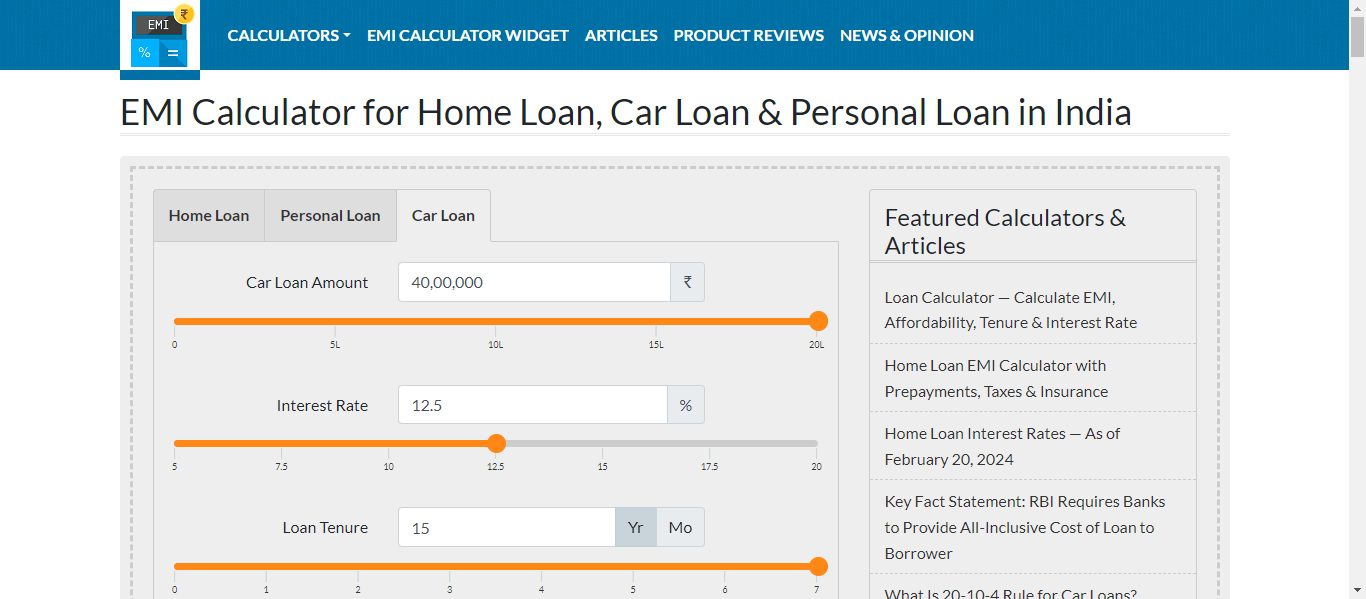 EMI
₹
%
=
CALCULATORS
EMI CALCULATOR WIDGET
ARTICLES
PRODUCT REVIEWS
NEWS & OPINION
EMI Calculator for Home Loan, Car Loan & Personal Loan in India
Home Loan
Personal Loan
Car Loan
Car Loan Amount
40,00,000
₹
0 5L 10L 15L 20L
Interest Rate
12.5
%
5 7.5 10 12.5 15 17.5 20
Loan Tenure
15
Yr
Mo
0 1 2 3 4 5 6 7
Featured Calculators &
Articles
Loan Calculator — Calculate EMI,
Affordability, Tenure & Interest Rate
Home Loan EMI Calculator with
Prepayments, Taxes & Insurance
Home Loan Interest Rates — As of
February 20, 2024
Key Fact Statement: RBI Requires Banks
to Provide All-Inclusive Cost of Loan to
Borrower
What Is 20-10-4 Rule for Car Loans?